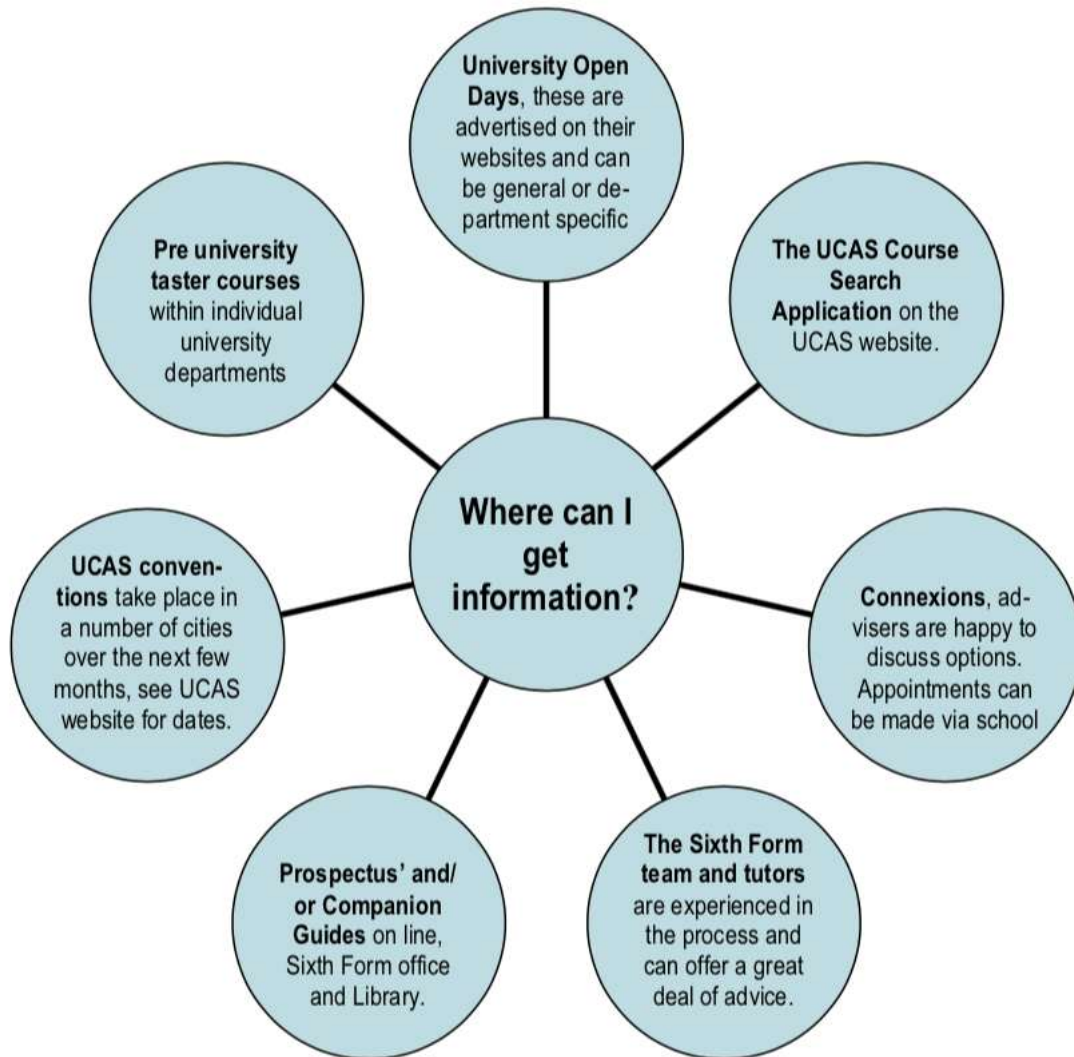 University Open
Days, these are
advertised on their
websites and can
be general or de-
partment specific
Pre university
taster courses
within individual
university
departments
The UCAS Course
Search
Application on the
UCAS website.
Where can I
get
information?
UCAS conven-
tions take place in
a number of cities
over the next few
months, see UCAS
website for dates.
Connexions, ad-
visers are happy to
discuss options.
Appointments can
be made via school
Prospectus' and/
or Companion
Guides on line,
Sixth Form office
and Library.
The Sixth Form
team and tutors
are experienced in
the process and
can offer a great
deal of advice.